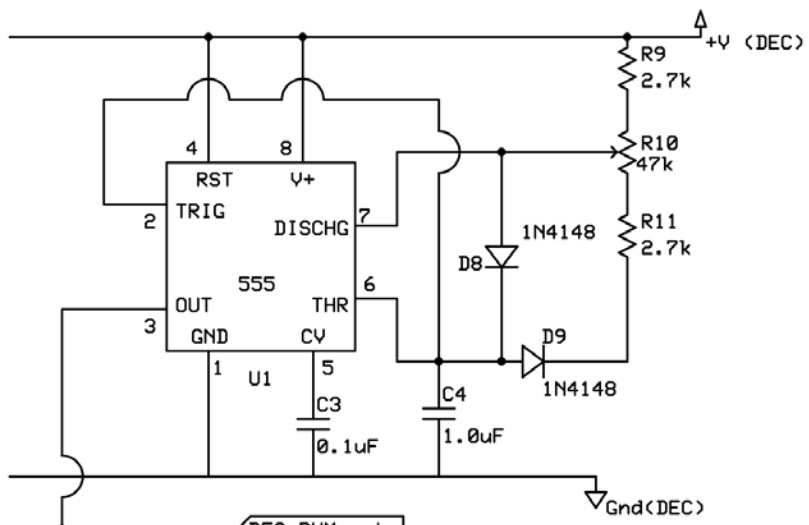 +V (DEC)
R9
2.7k
R10
47k
R11
2.7k
4
8
RST
V+
2
TRIG
7
DISCHG
1N4148
D8
555
6
OUT
THR
3
GND
CV
D9
1
5
U1
1N4148
C3
0.1uF
C4
1.0uF
Gnd(DEC)